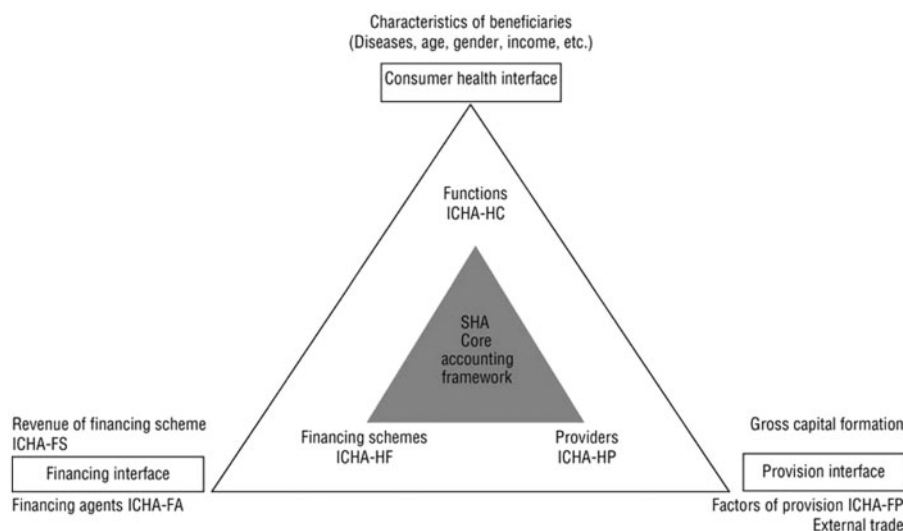 Characteristics of beneficiaries
(Diseases, age, gender, income, etc.)
Consumer health interface
Functions
ICHA-HC
SHA
Core
accounting
framework
Financing schemes
ICHA-HF
Providers
ICHA-HP
Revenue of financing scheme
ICHA-FS
Financing interface
Financing agents ICHA-FA
Gross capital formation
Provision interface
Factors of provision ICHA-FP
External trade